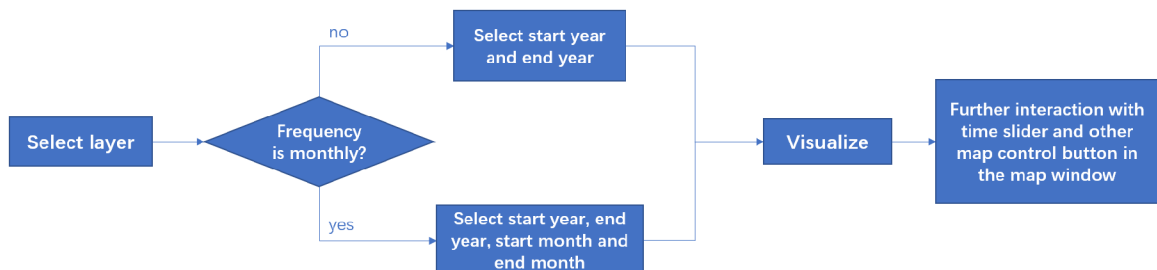 Select layer
Frequency
is monthly?
no
Select start year
and end year
yes
Select start year, end
year, start month and
end month
Visualize
Further interaction with
time slider and other
map control button in
the map window